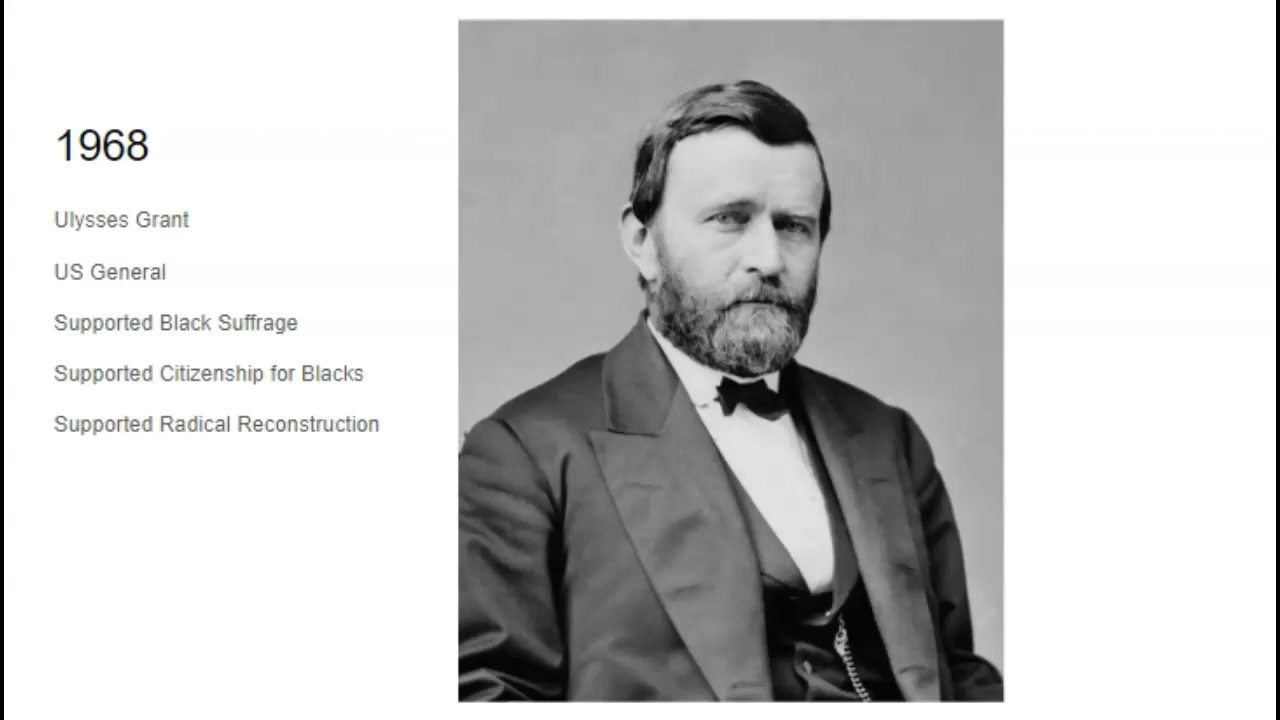 1968
Ulysses Grant
US General
Supported Black Suffrage
Supported Citizenship for Blacks
Supported Radical Reconstruction